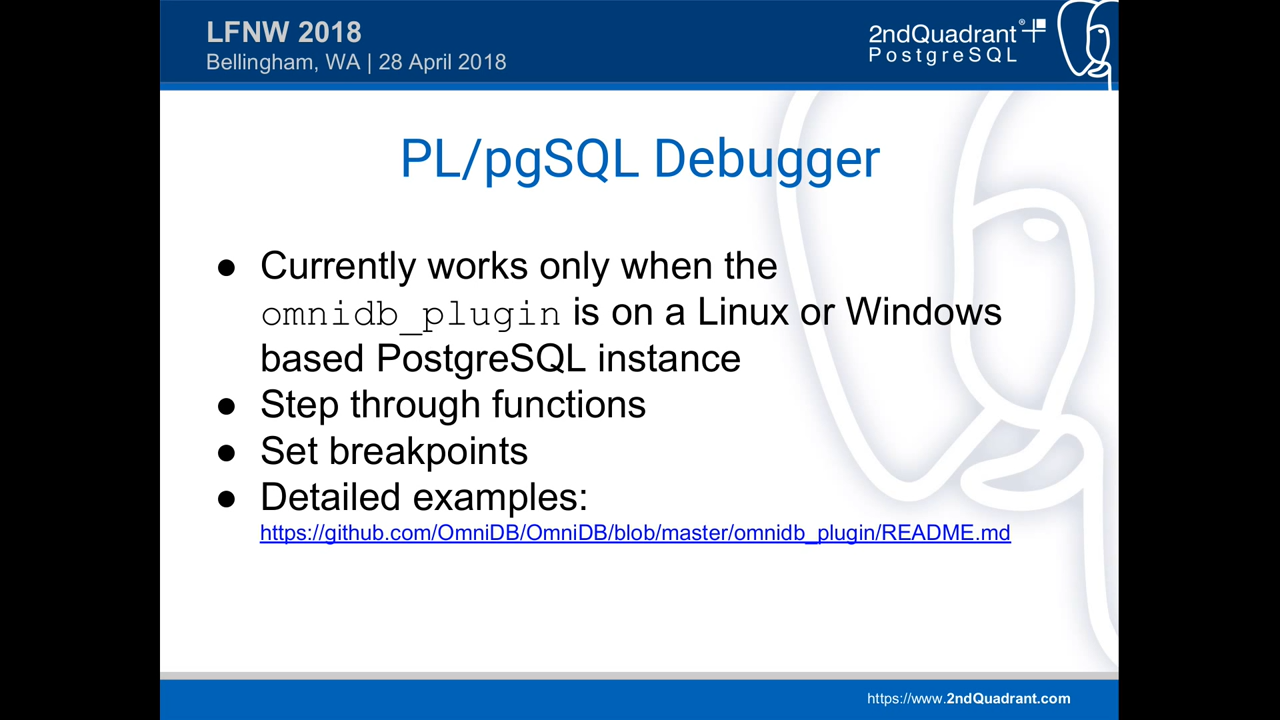 LFNW 2018
Bellingham, WA | 28 April 2018
2ndQuadrant®
PostgreSQL
PL/pgSQL Debugger
● Currently works only when the
omnidb_plugin is on a Linux or Windows
based PostgreSQL instance
● Step through functions
● Set breakpoints
● Detailed examples:
https://github.com/OmniDB/OmniDB/blob/master/omnidb_plugin/README.md
https://www.2ndQuadrant.com